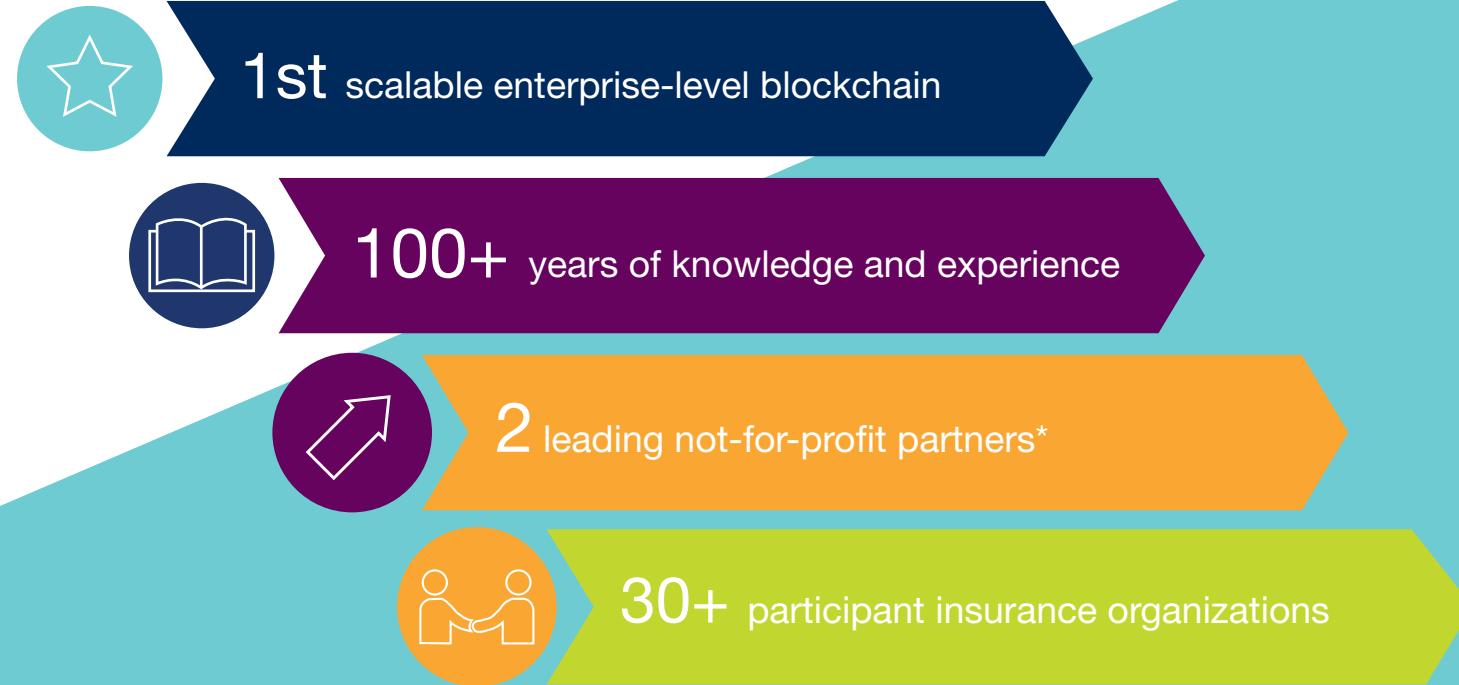 1st scalable enterprise-level blockchain
100+ years of knowledge and experience
2 leading not-for-profit partners*
30+ participant insurance organizations